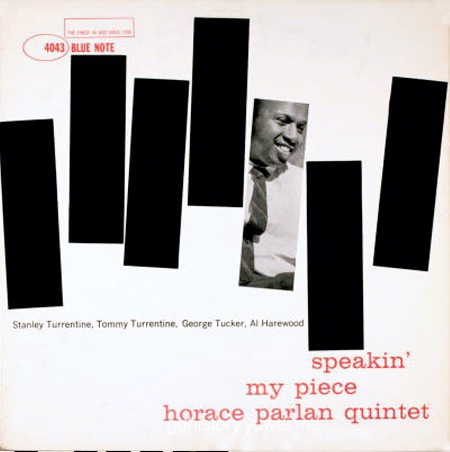 THE FINEST IN JAZZ SINCE 1939
4043 BLUE NOTE
Stanley Turrentine, Tommy Turrentine, George Tucker, Al Harewood
speakin'
my piece
horace parlan quintet